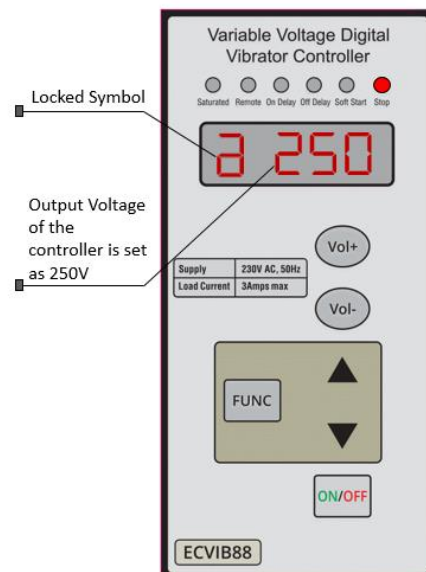 Variable Voltage Digital
Vibrator Controller
Saturated Remote On Delay Off Delay Soft Start Stop
Locked Symbol
a 250
Output Voltage
of the
controller is set
as 250V
Vol+
Supply 230V AC, 50Hz
Load Current 3Amps max
Vol-
FUNC
ON/OFF
ECVIB88